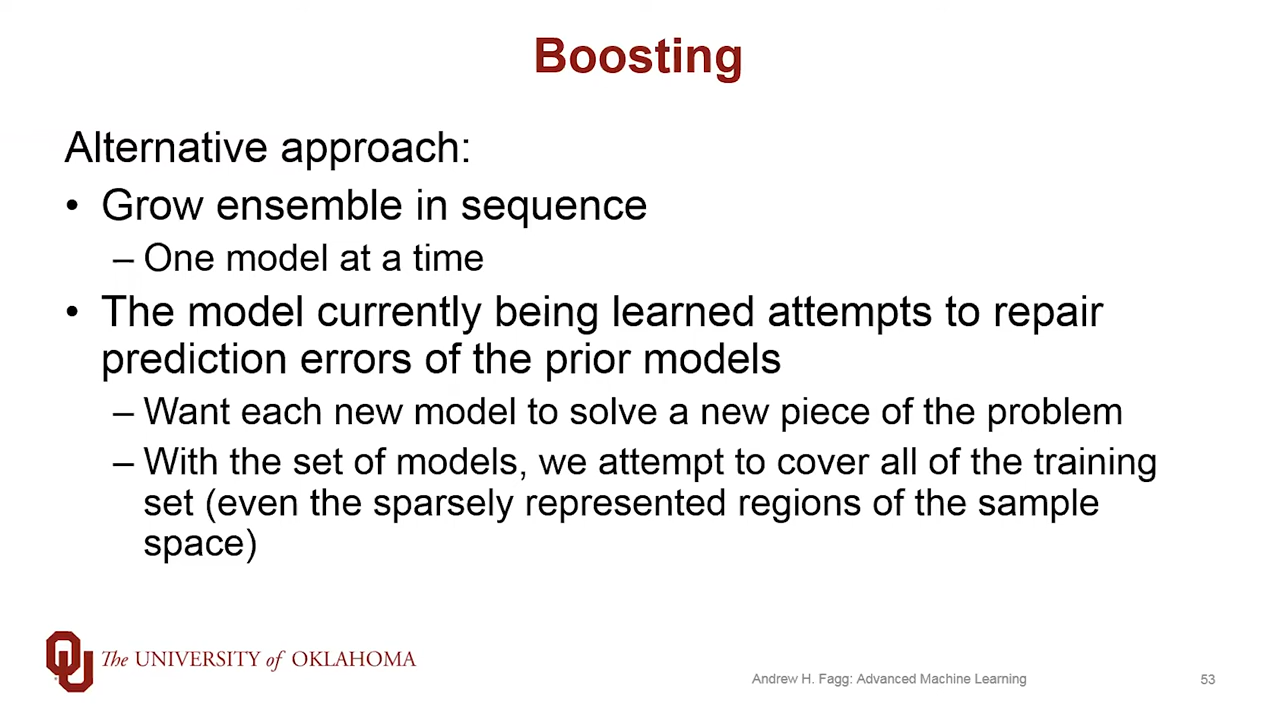 Boosting
Alternative approach:
• Grow ensemble in sequence
– One model at a time
• The model currently being learned attempts to repair
prediction errors of the prior models
– Want each new model to solve a new piece of the problem
– With the set of models, we attempt to cover all of the training
set (even the sparsely represented regions of the sample
space)
The UNIVERSITY of OKLAHOMA
Andrew H. Fagg: Advanced Machine Learning
53